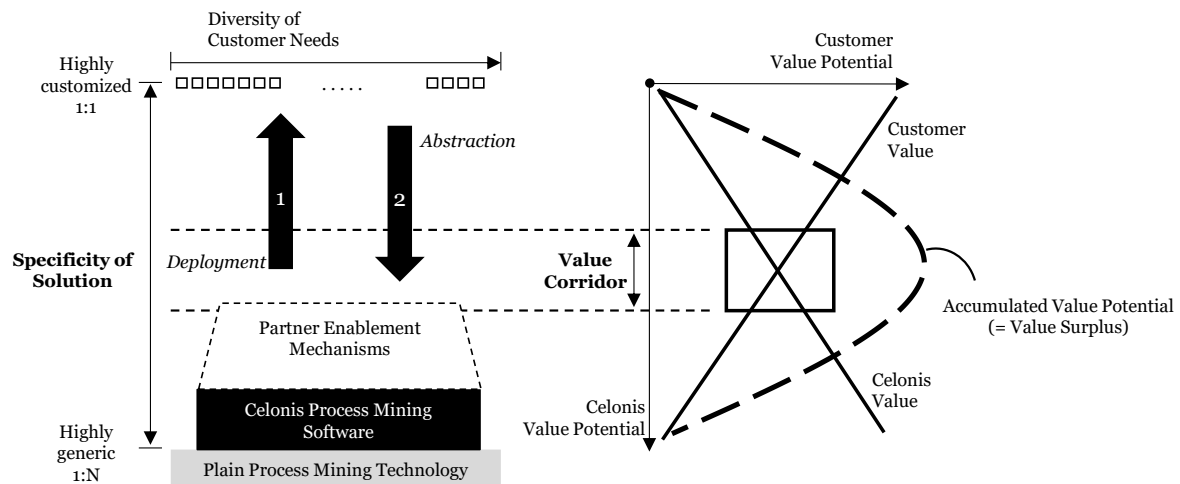 Diversity of
Customer Needs
Highly
customized
1:1
. . . . .
Abstraction
1
2
Deployment
Specificity of
Solution
Value
Corridor
Partner Enablement
Mechanisms
Celonis Process Mining
Software
Highly
generic
1:N
Plain Process Mining Technology
Customer
Value Potential
Customer
Value
Accumulated Value Potential
(= Value Surplus)
Celonis
Value
Celonis
Value Potential